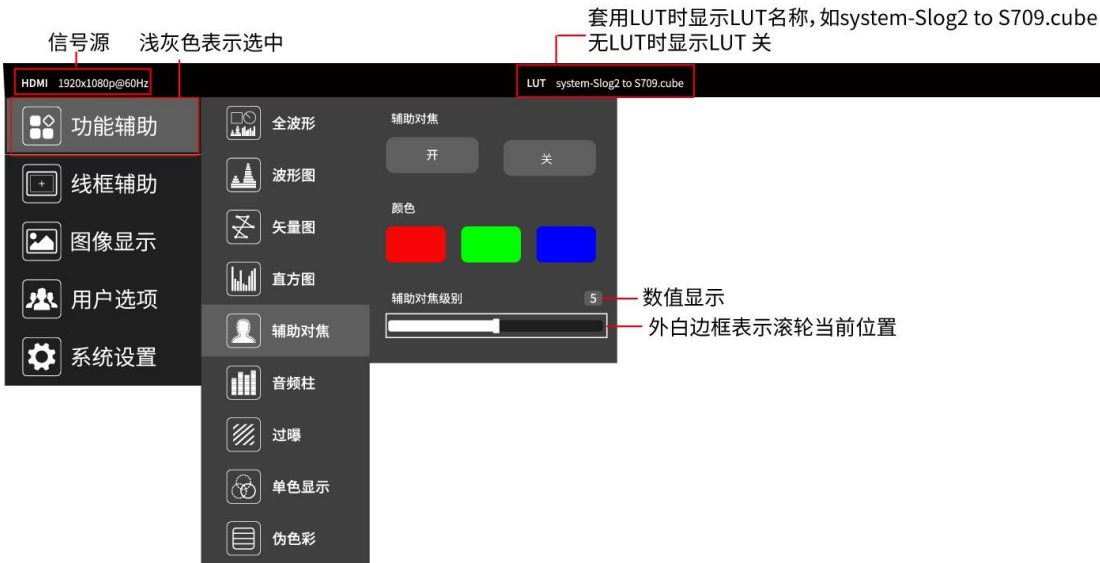 套用LUT时显示LUT名称，如system-Slog2 to S709.cube
无LUT时显示LUT 关
信号源
浅灰色表示选中
HDMI 1920x1080p@60Hz
LUT system-Slog2 to S709.cube
功能辅助
线框辅助
图像显示
用户选项
系统设置
全波形
波形图
矢量图
直方图
辅助对焦
音频柱
过曝
单色显示
伪色彩
辅助对焦
开
关
颜色
辅助对焦级别
5
数值显示
外白边框表示滚轮当前位置